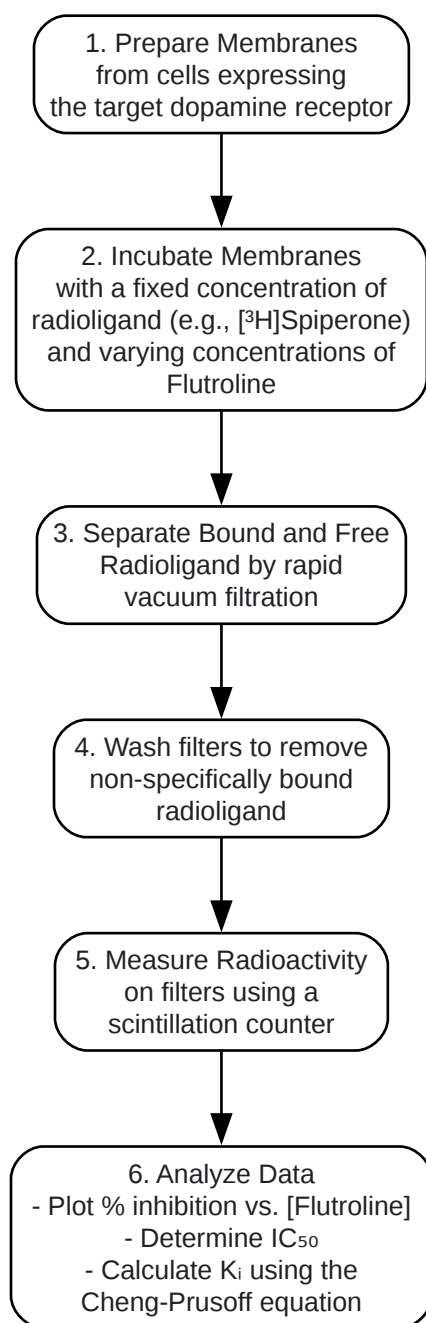 1. Prepare Membranes
from cells expressing
the target dopamine receptor
2. Incubate Membranes
with a fixed concentration of
radioligand (e.g., [³H]Spiperone)
and varying concentrations of
Flutroline
3. Separate Bound and Free
Radioligand by rapid
vacuum filtration
4. Wash filters to remove
non-specifically bound
radioligand
5. Measure Radioactivity
on filters using a
scintillation counter
6. Analyze Data
- Plot % inhibition vs. [Flutroline]
- Determine IC₅₀
- Calculate Kᵢ using the
Cheng-Prusoff equation